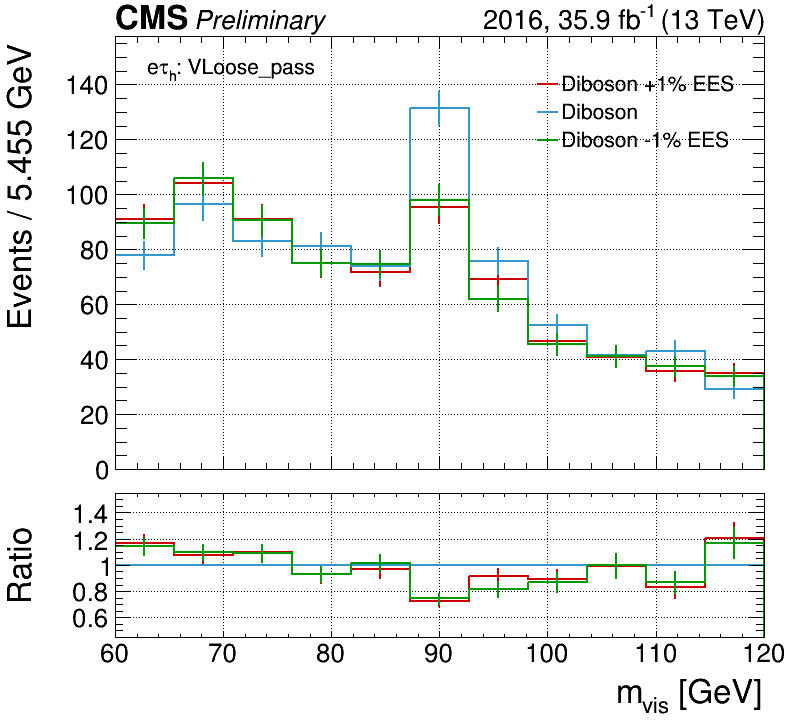 CMS Preliminary 2016, 35.9 fb⁻¹ (13 TeV)
eτₕ: VLoose_pass
Diboson +1% EES
Diboson
Diboson -1% EES
Events / 5.455 GeV
140
120
100
80
60
40
20
0
Ratio
1.4
1.2
1
0.8
0.6
60 70 80 90 100 110 120
m_vis [GeV]